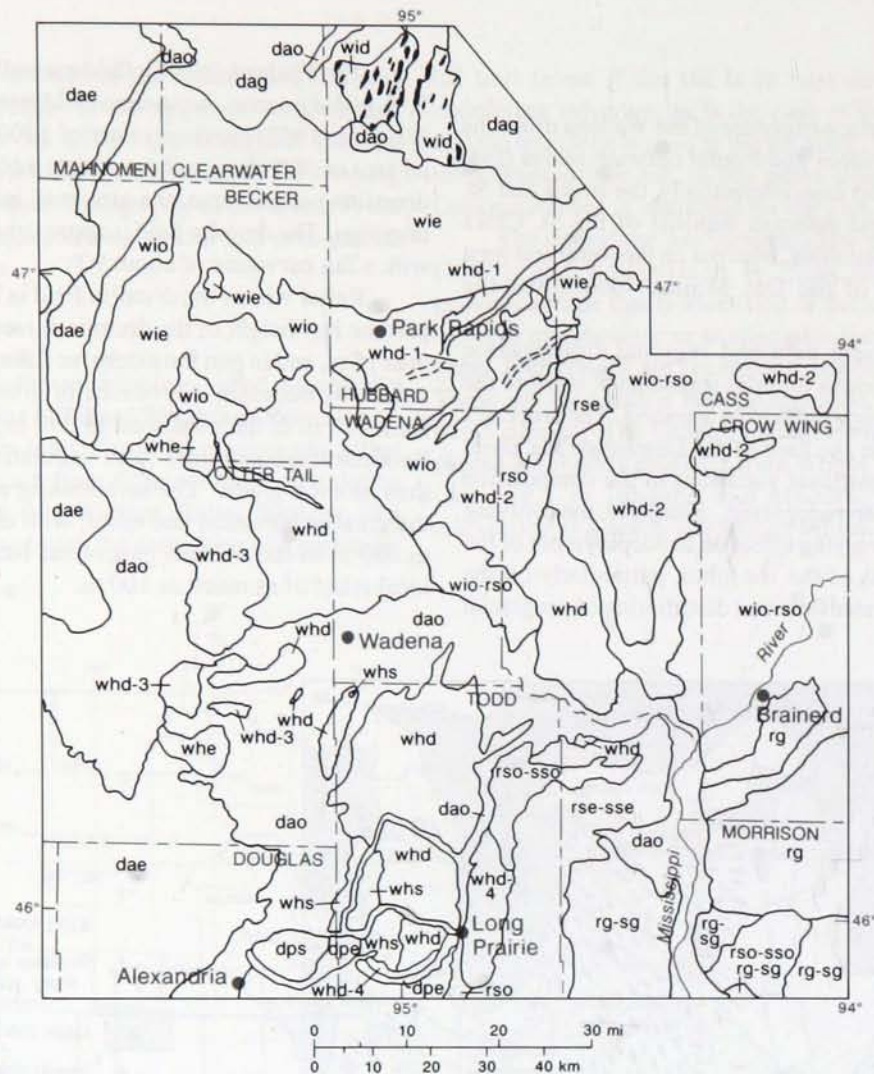 95°
dao
dao
wid
dae
dag
dag
dao
wid
MAHNOMEN
CLEARWATER
BECKER
wie
wio
47°
whd-1
47°
wie
wie
dae
wie
wio
Park Rapids
94°
whd-1
wio-rso
whd-2
wio
HUBBARD
rse
CASS
WADENA
CROW WING
whe
whd-2
OTTER TAIL
wio
rso
whd-2
dae
whd
whd-2
dao
whd-3
wio-rso
whd
wio-rso
dao
River
whd
Wadena
whd-3
whs
TODD
Brainerd
whd
whd
rg
whd-3
whd
whe
rso-sso
rse-sse
dao
dao
dao
MORRISON
dae
DOUGLAS
whd
rg
whs
whd-
4
whs
Mississippi
46°
46°
Long
Prairie
rg-sg
rg-
sg
dps
dpe
whs
whd
rso-sso
rg-sg
rg-sg
Alexandria
whd-4
dpe
rso
95°
94°
0 10 20 30 mi
0 10 20 30 40 km